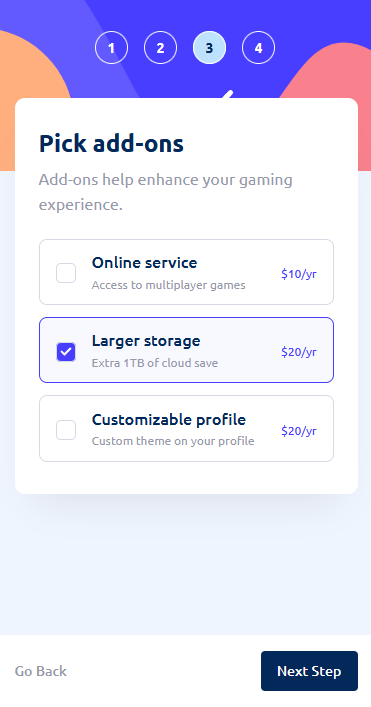 1 2 3 4
Pick add-ons
Add-ons help enhance your gaming
experience.
Online service
Access to multiplayer games
$10/yr
Larger storage
Extra 1TB of cloud save
$20/yr
Customizable profile
Custom theme on your profile
$20/yr
Go Back
Next Step